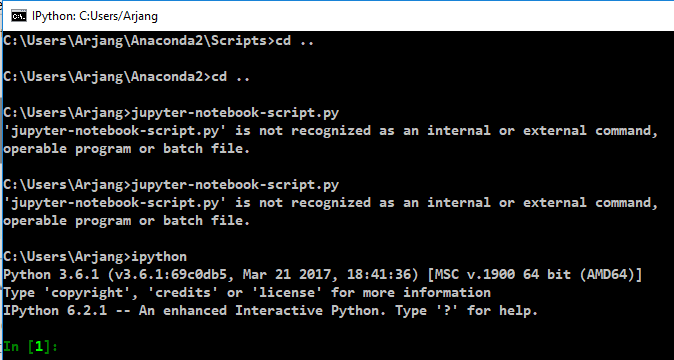 IPython: C:Users/Arjang
C:\Users\Arjang\Anaconda2\Scripts>cd ..
C:\Users\Arjang\Anaconda2>cd ..
C:\Users\Arjang>jupyter-notebook-script.py
'jupyter-notebook-script.py' is not recognized as an internal or external command,
operable program or batch file.
C:\Users\Arjang>jupyter-notebook-script.py
'jupyter-notebook-script.py' is not recognized as an internal or external command,
operable program or batch file.
C:\Users\Arjang>ipython
Python 3.6.1 (v3.6.1:69c0db5, Mar 21 2017, 18:41:36) [MSC v.1900 64 bit (AMD64)]
Type 'copyright', 'credits' or 'license' for more information
IPython 6.2.1 -- An enhanced Interactive Python. Type '?' for help.
In [1]: